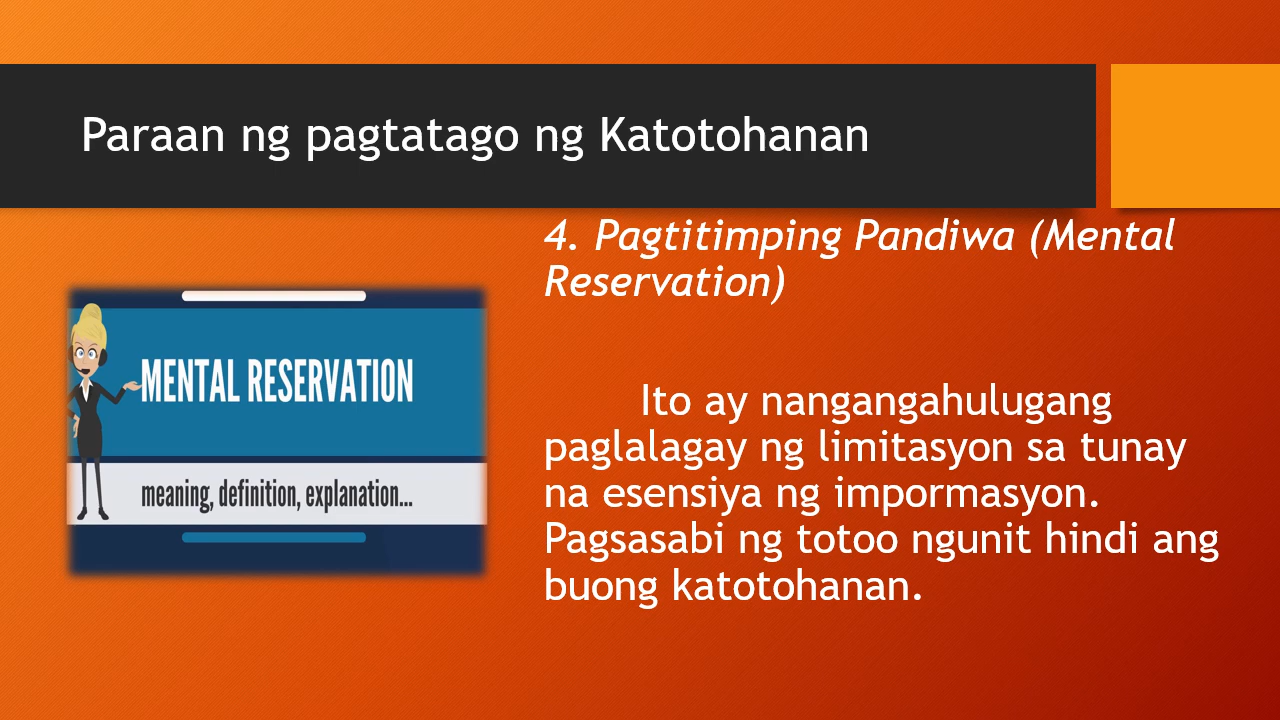 Paraan ng pagtatago ng Katotohanan
4. Pagtitimping Pandiwa (Mental
Reservation)
MENTAL RESERVATION
meaning, definition, explanation...
Ito ay nangangahulugang
paglalagay ng limitasyon sa tunay
na esensiya ng impormasyon.
Pagsasabi ng totoo ngunit hindi ang
buong katotohanan.